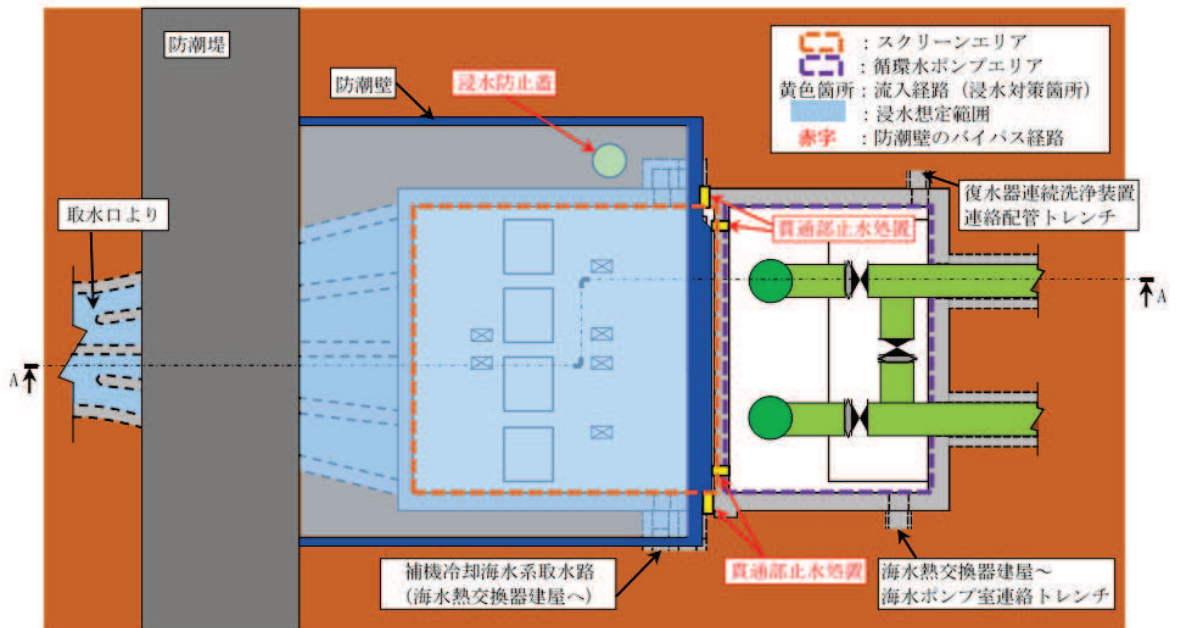 防潮堤
防潮壁
浸水防止蓋
：スクリーンエリア
：循環水ポンプエリア
黄色箇所：流入経路（浸水対策箇所）
：浸水想定範囲
赤字：防潮壁のバイパス経路
取水口より
復水器連続洗浄装置
連絡配管トレンチ
貫通部止水処置
A
A
補機冷却海水系取水路
(海水熱交換器建屋へ)
貫通部止水処置
海水熱交換器建屋～
海水ポンプ室連絡トレンチ